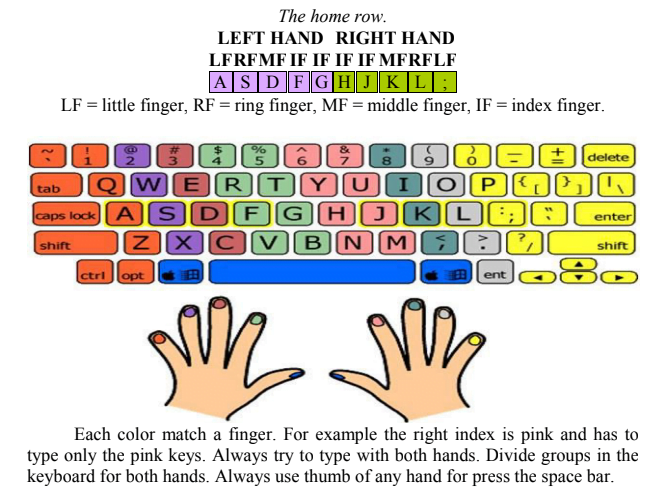 The home row.
LEFT HAND RIGHT HAND
LFRFMF IF IF IF IF MFRFLF
A S D F G H J K L ;
LF = little finger, RF = ring finger, MF = middle finger, IF = index finger.
~ ` ! 1 @ 2 # 3 $ 4 % 5 ^ 6 & 7 * 8 ( 9 ) 0 _ - + = delete
tab Q W E R T Y U I O P { [ } ] | \
caps lock A S D F G H J K L : ; " ' enter
shift Z X C V B N M < , > . ? / shift
ctrl opt ent
Each color match a finger. For example the right index is pink and has to
type only the pink keys. Always try to type with both hands. Divide groups in the
keyboard for both hands. Always use thumb of any hand for press the space bar.